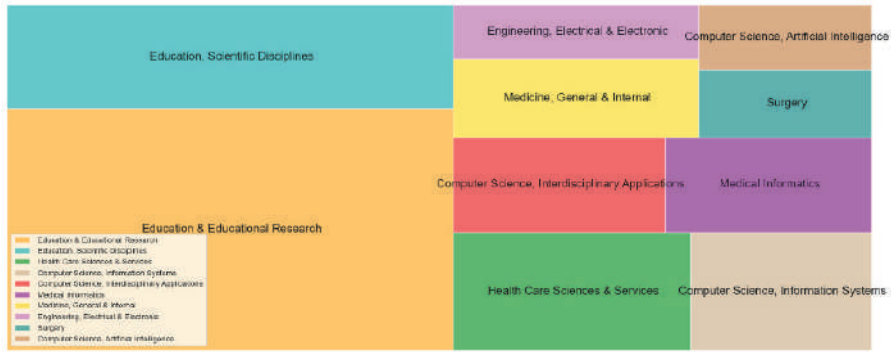 Education, Scientific Disciplines
Engineering, Electrical & Electronic
Computer Science, Artificial Intelligence
Medicine, General & Internal
Surgery
Computer Science, Interdisciplinary Applications
Medical Informatics
Education & Educational Research
Health Care Sciences & Services
Computer Science, Information Systems
Education & Educational Research
Education, Scientific Disciplines
Health Care Sciences & Services
Computer Science, Information Systems
Computer Science, Interdisciplinary Applications
Medical Informatics
Medicine, General & Internal
Engineering, Electrical & Electronic
Surgery
Computer Science, Artificial Intelligence